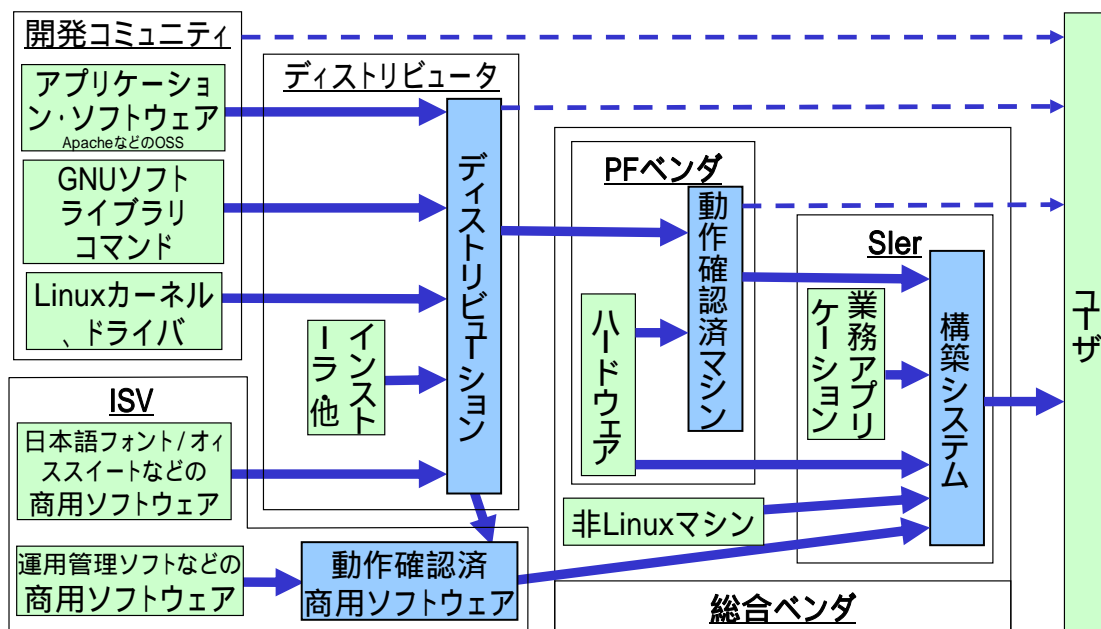 開発コミュニティ
アプリケーショ
ン・ソフトウェア
ApacheなどのOSS
GNUソフト
ライブラリ
コマンド
Linuxカーネル
、ドライバ
ディストリビュータ
ディストリビューション
インスト
ーラ・他
ISV
日本語フォント/オィ
ススイートなどの
商用ソフトウェア
運用管理ソフトなどの
商用ソフトウェア
動作確認済
商用ソフトウェア
PFベンダ
動作確認済マシン
ハードウェア
非Linuxマシン
SIer
業務アプリ
ケーション
構築システム
総合ベンダ
ユーザ